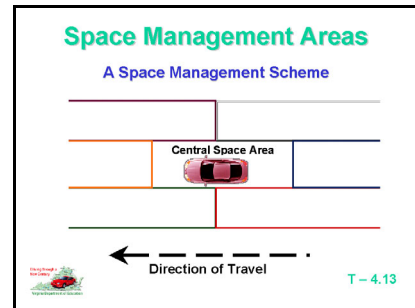 Space Management Areas
A Space Management Scheme
Central Space Area
Direction of Travel
T – 4.13